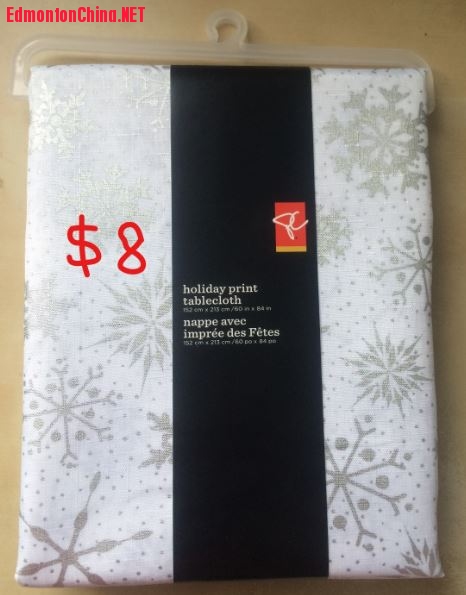 EdmontonChina.NET
$8
PC
holiday print
tablecloth
152 cm x 213 cm/60 in x 84 in
nappe avec
imprée des Fêtes
152 cm x 213 cm/60 po x 84 po